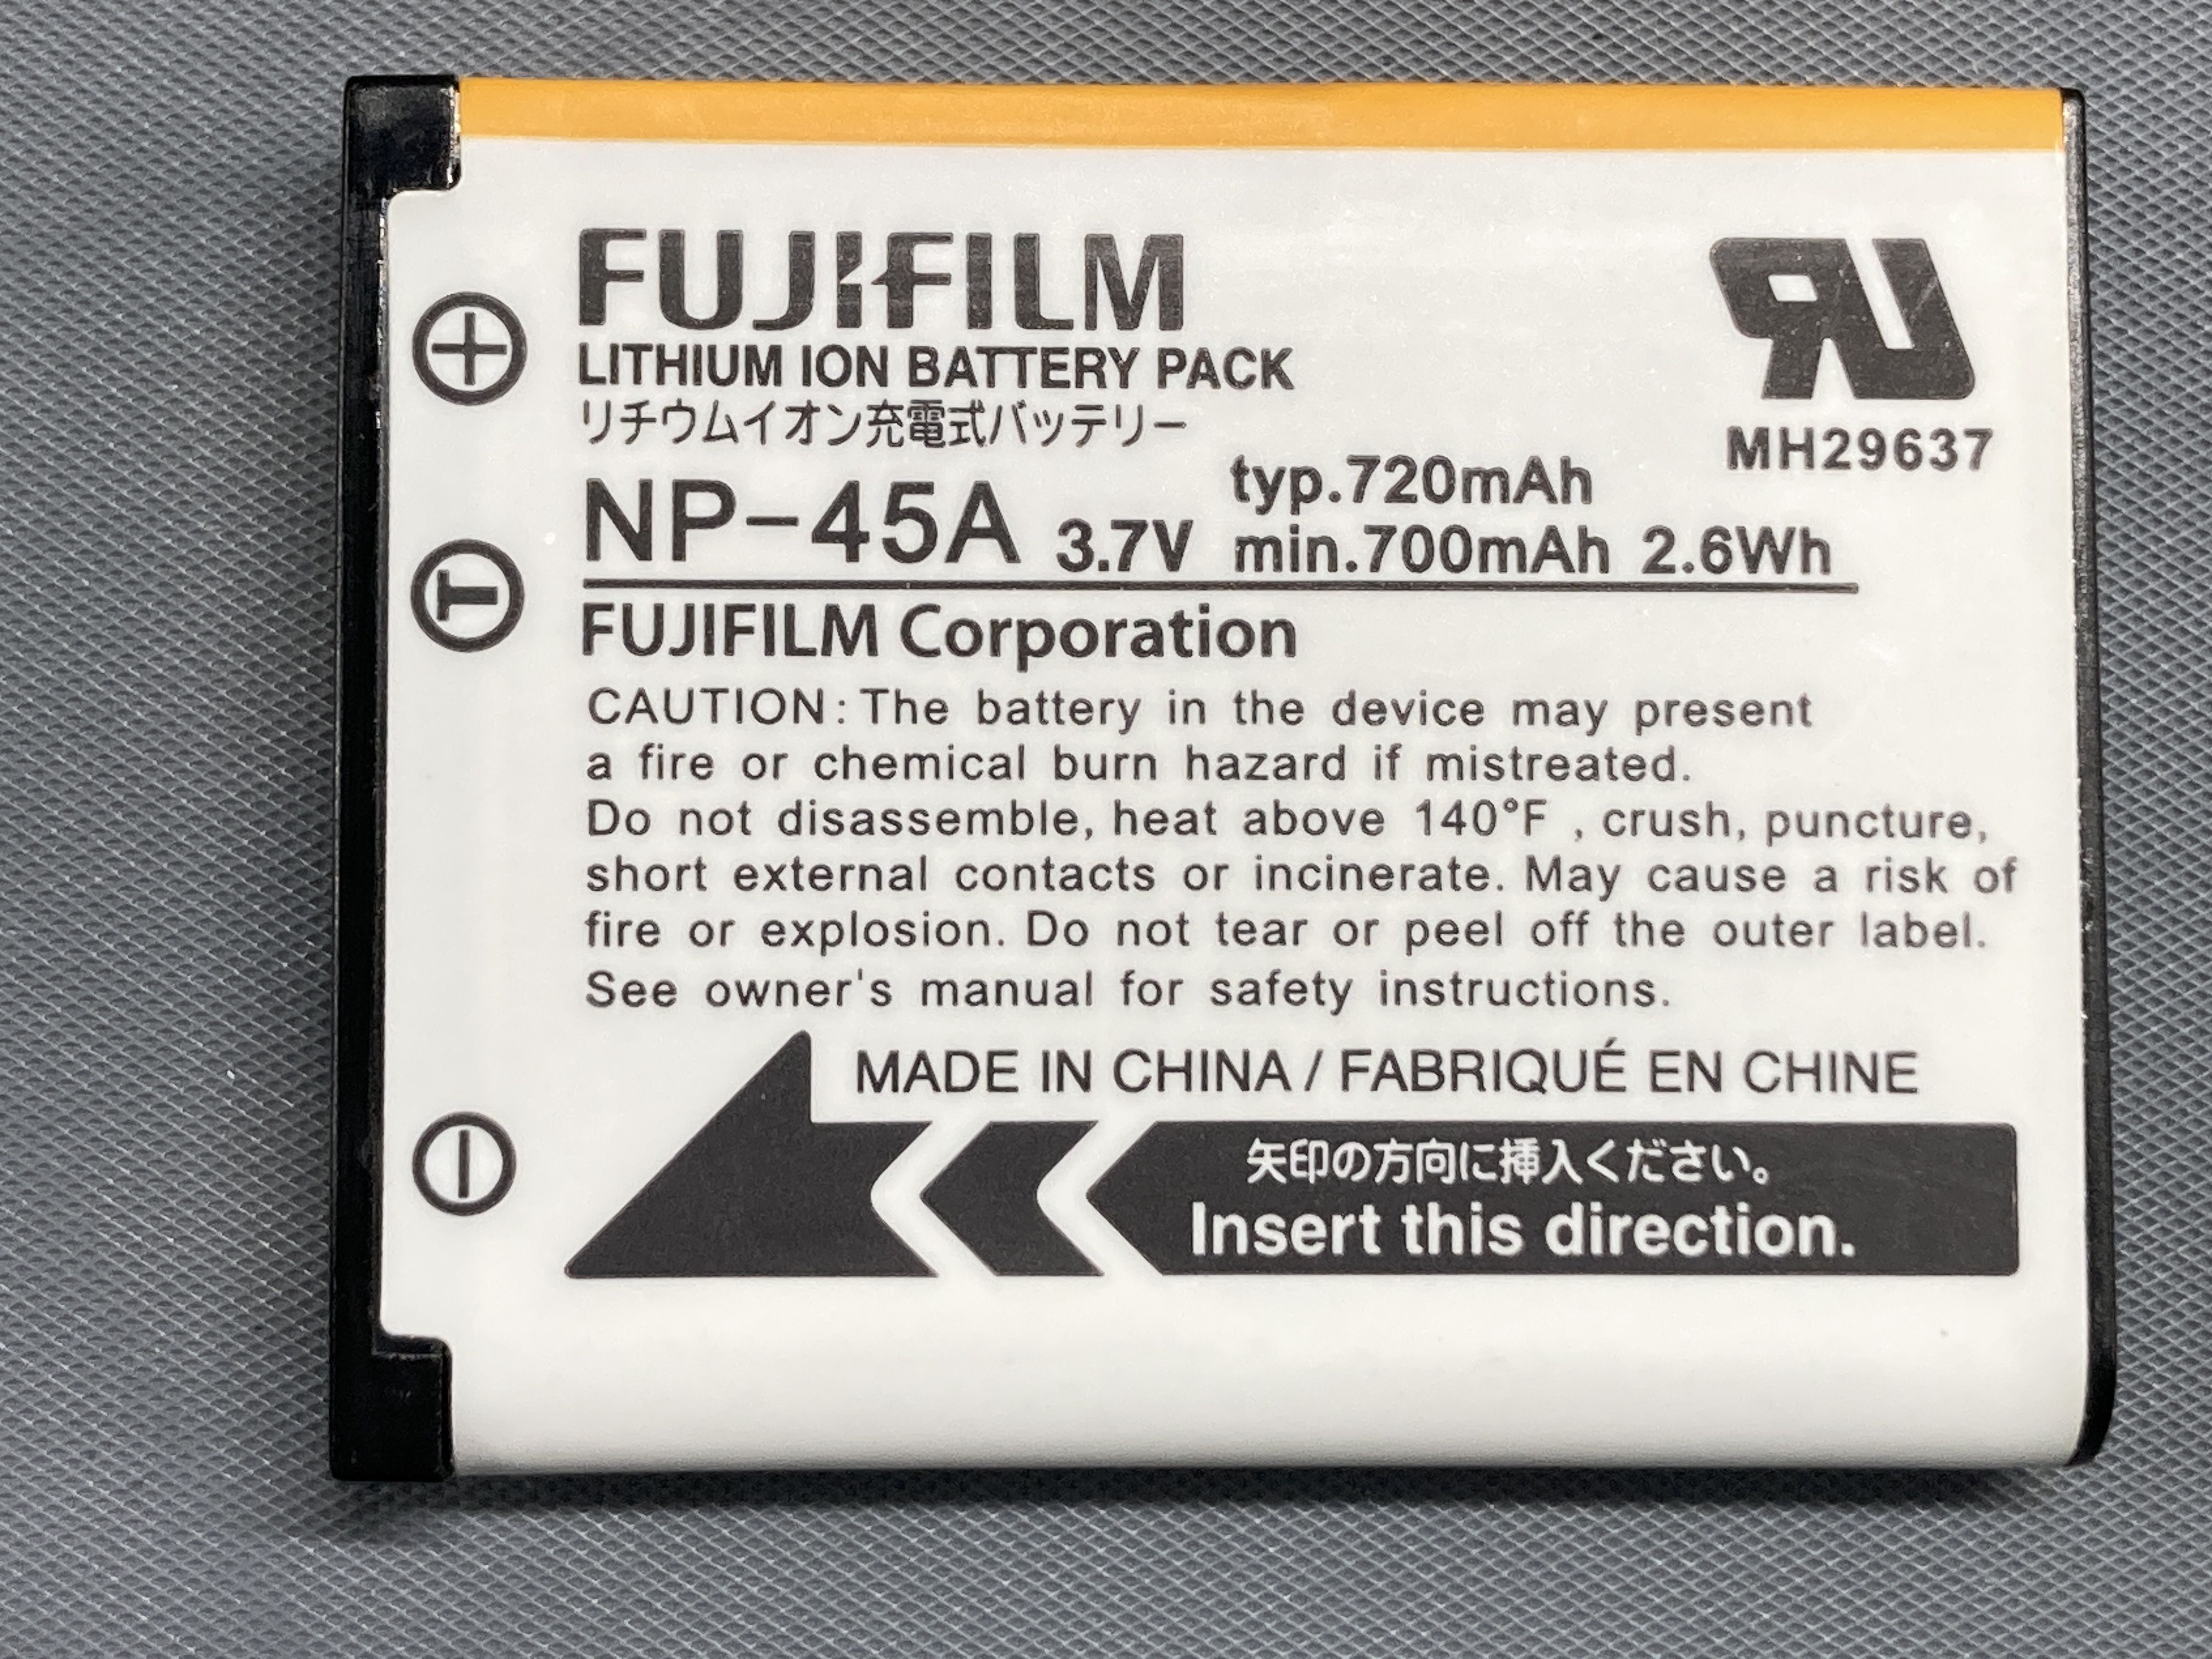 FUJIFILM
LITHIUM ION BATTERY PACK
リチウムイオン充電式バッテリー
MH29637
NP-45A 3.7V typ.720mAh
min.700mAh 2.6Wh
FUJIFILM Corporation
CAUTION: The battery in the device may present
a fire or chemical burn hazard if mistreated.
Do not disassemble, heat above 140°F , crush, puncture,
short external contacts or incinerate. May cause a risk of
fire or explosion. Do not tear or peel off the outer label.
See owner's manual for safety instructions.
MADE IN CHINA / FABRIQUÉ EN CHINE
矢印の方向に挿入ください。
Insert this direction.
+
T
−